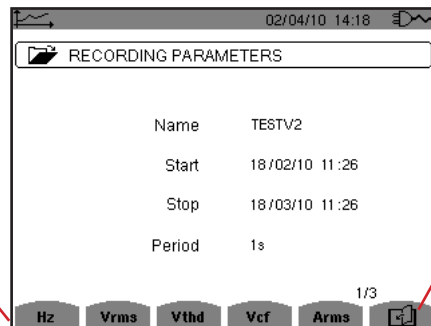 02/04/10 14:18
RECORDING PARAMETERS
Name TESTV2
Start 18/02/10 11:26
Stop 18/03/10 11:26
Period 1s
1/3
Hz Vrms Vthd Vcf Arms